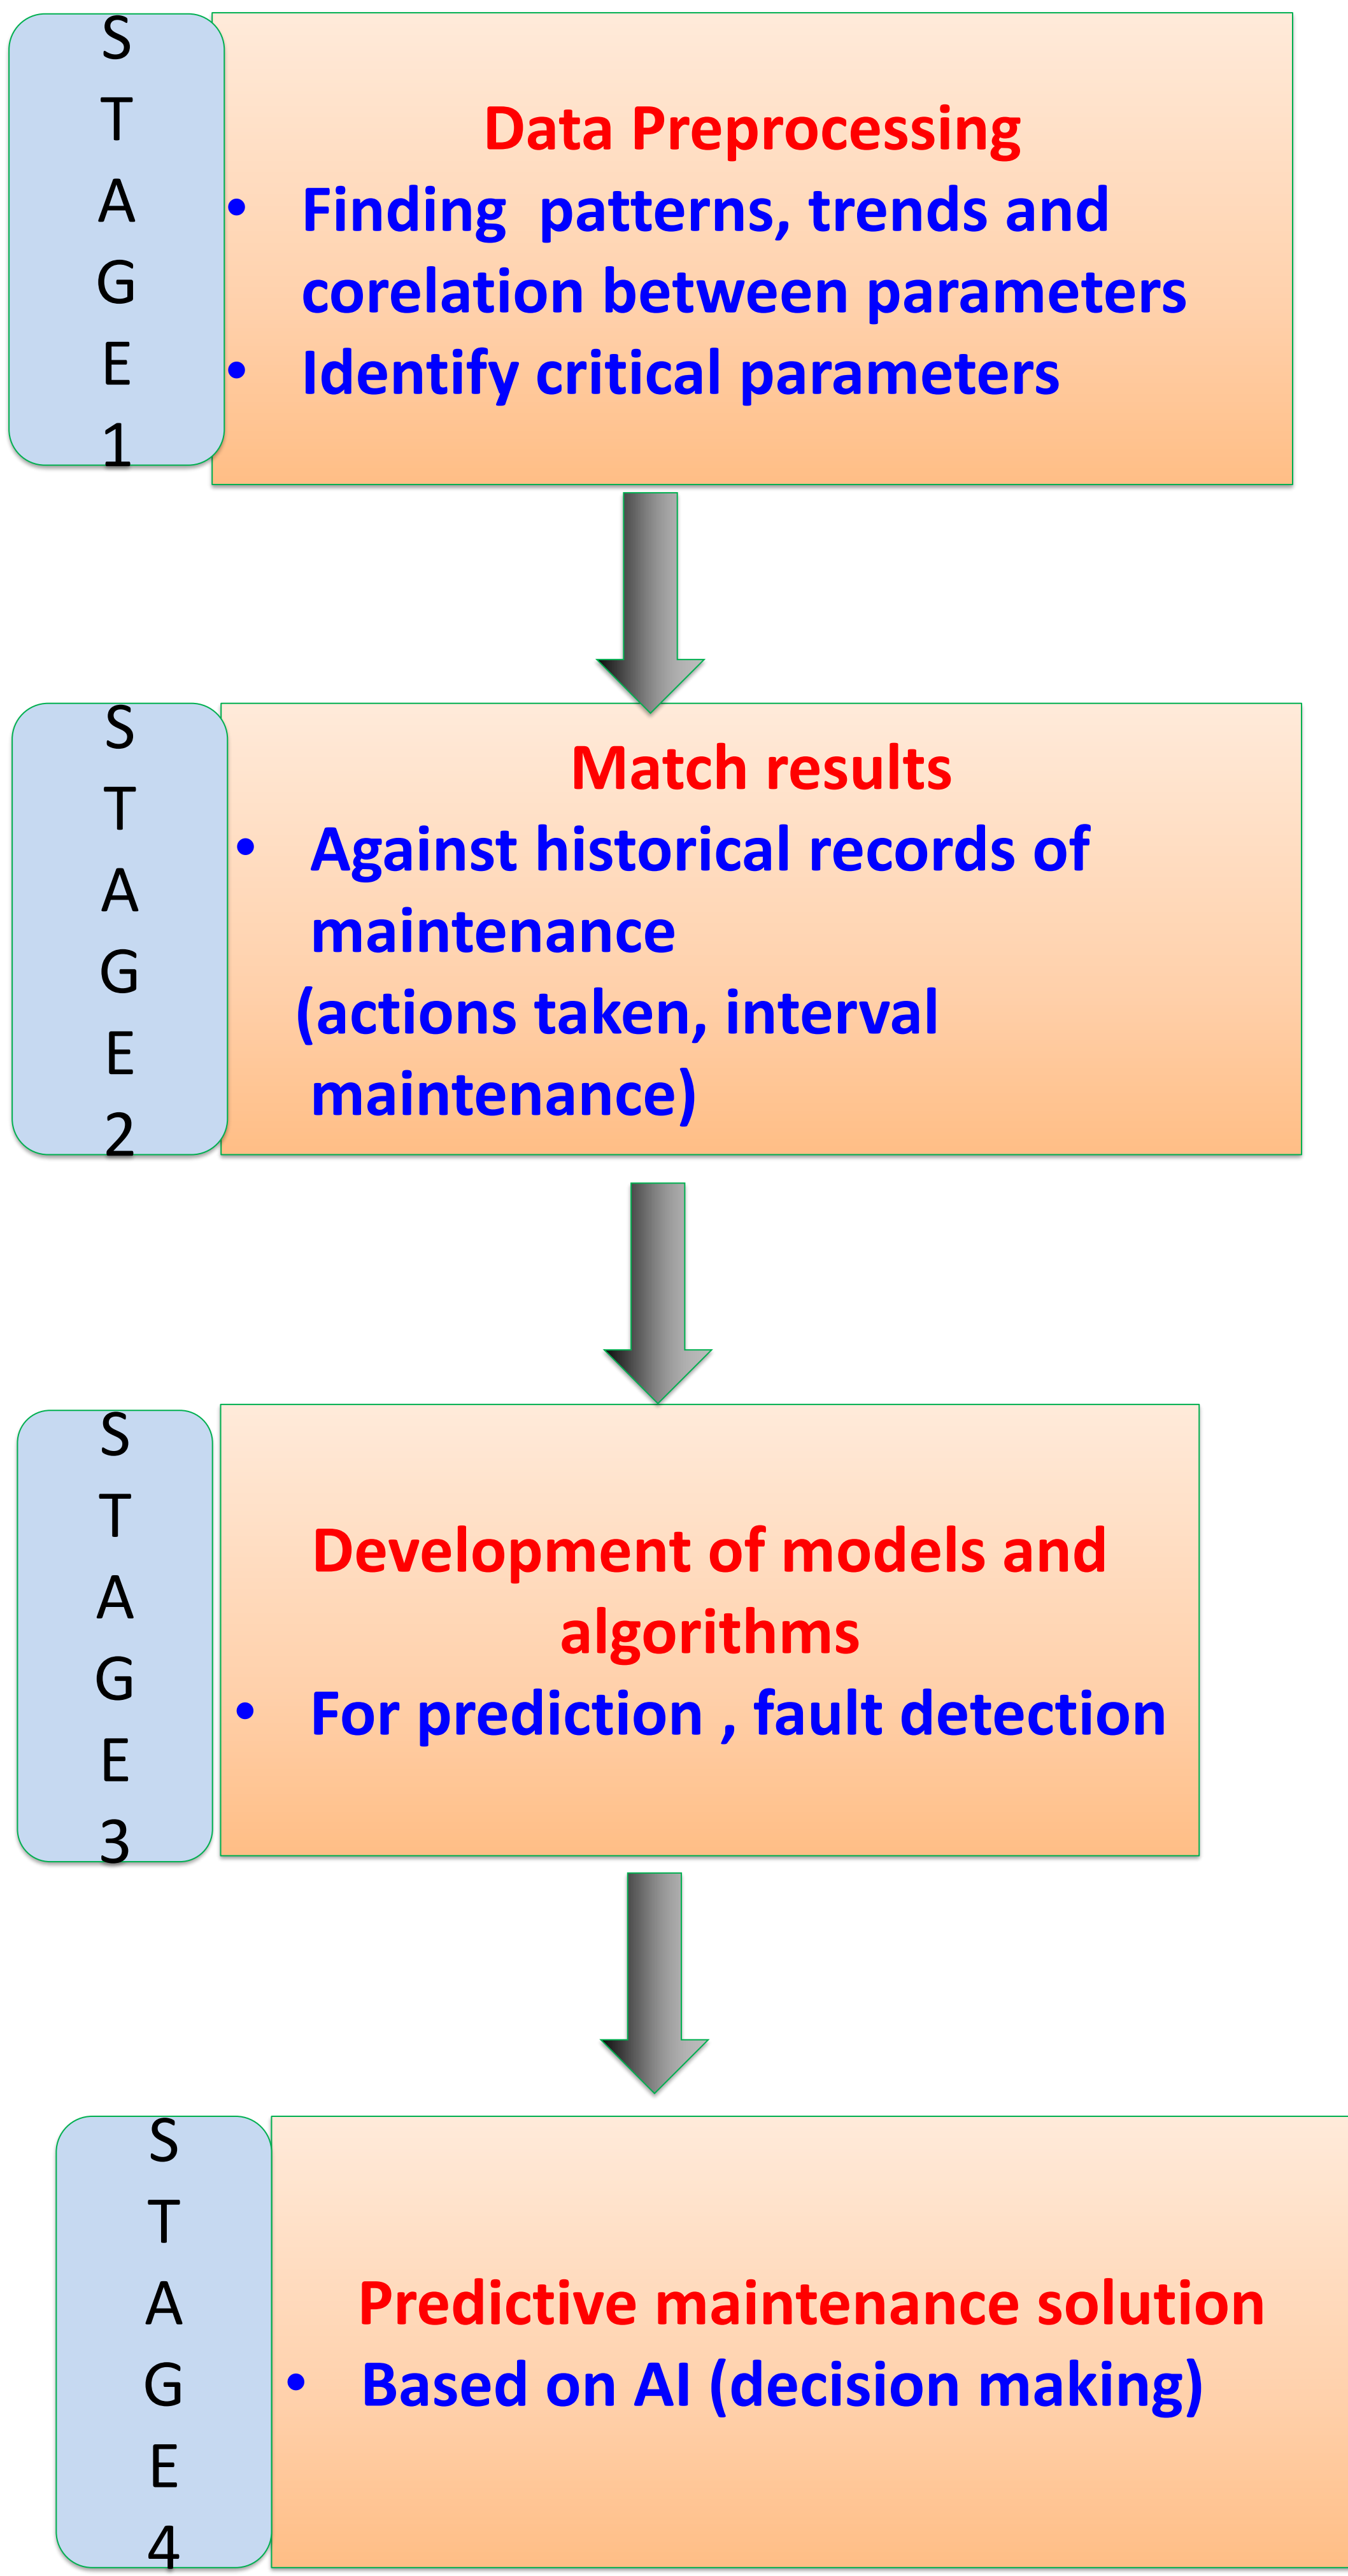 S
T
A
G
E
1
Data Preprocessing
• Finding  patterns, trends and
corelation between parameters
• Identify critical parameters
S
T
A
G
E
2
Match results
• Against historical records of
maintenance
(actions taken, interval
maintenance)
S
T
A
G
E
3
Development of models and
algorithms
• For prediction , fault detection
S
T
A
G
E
4
Predictive maintenance solution
• Based on AI (decision making)